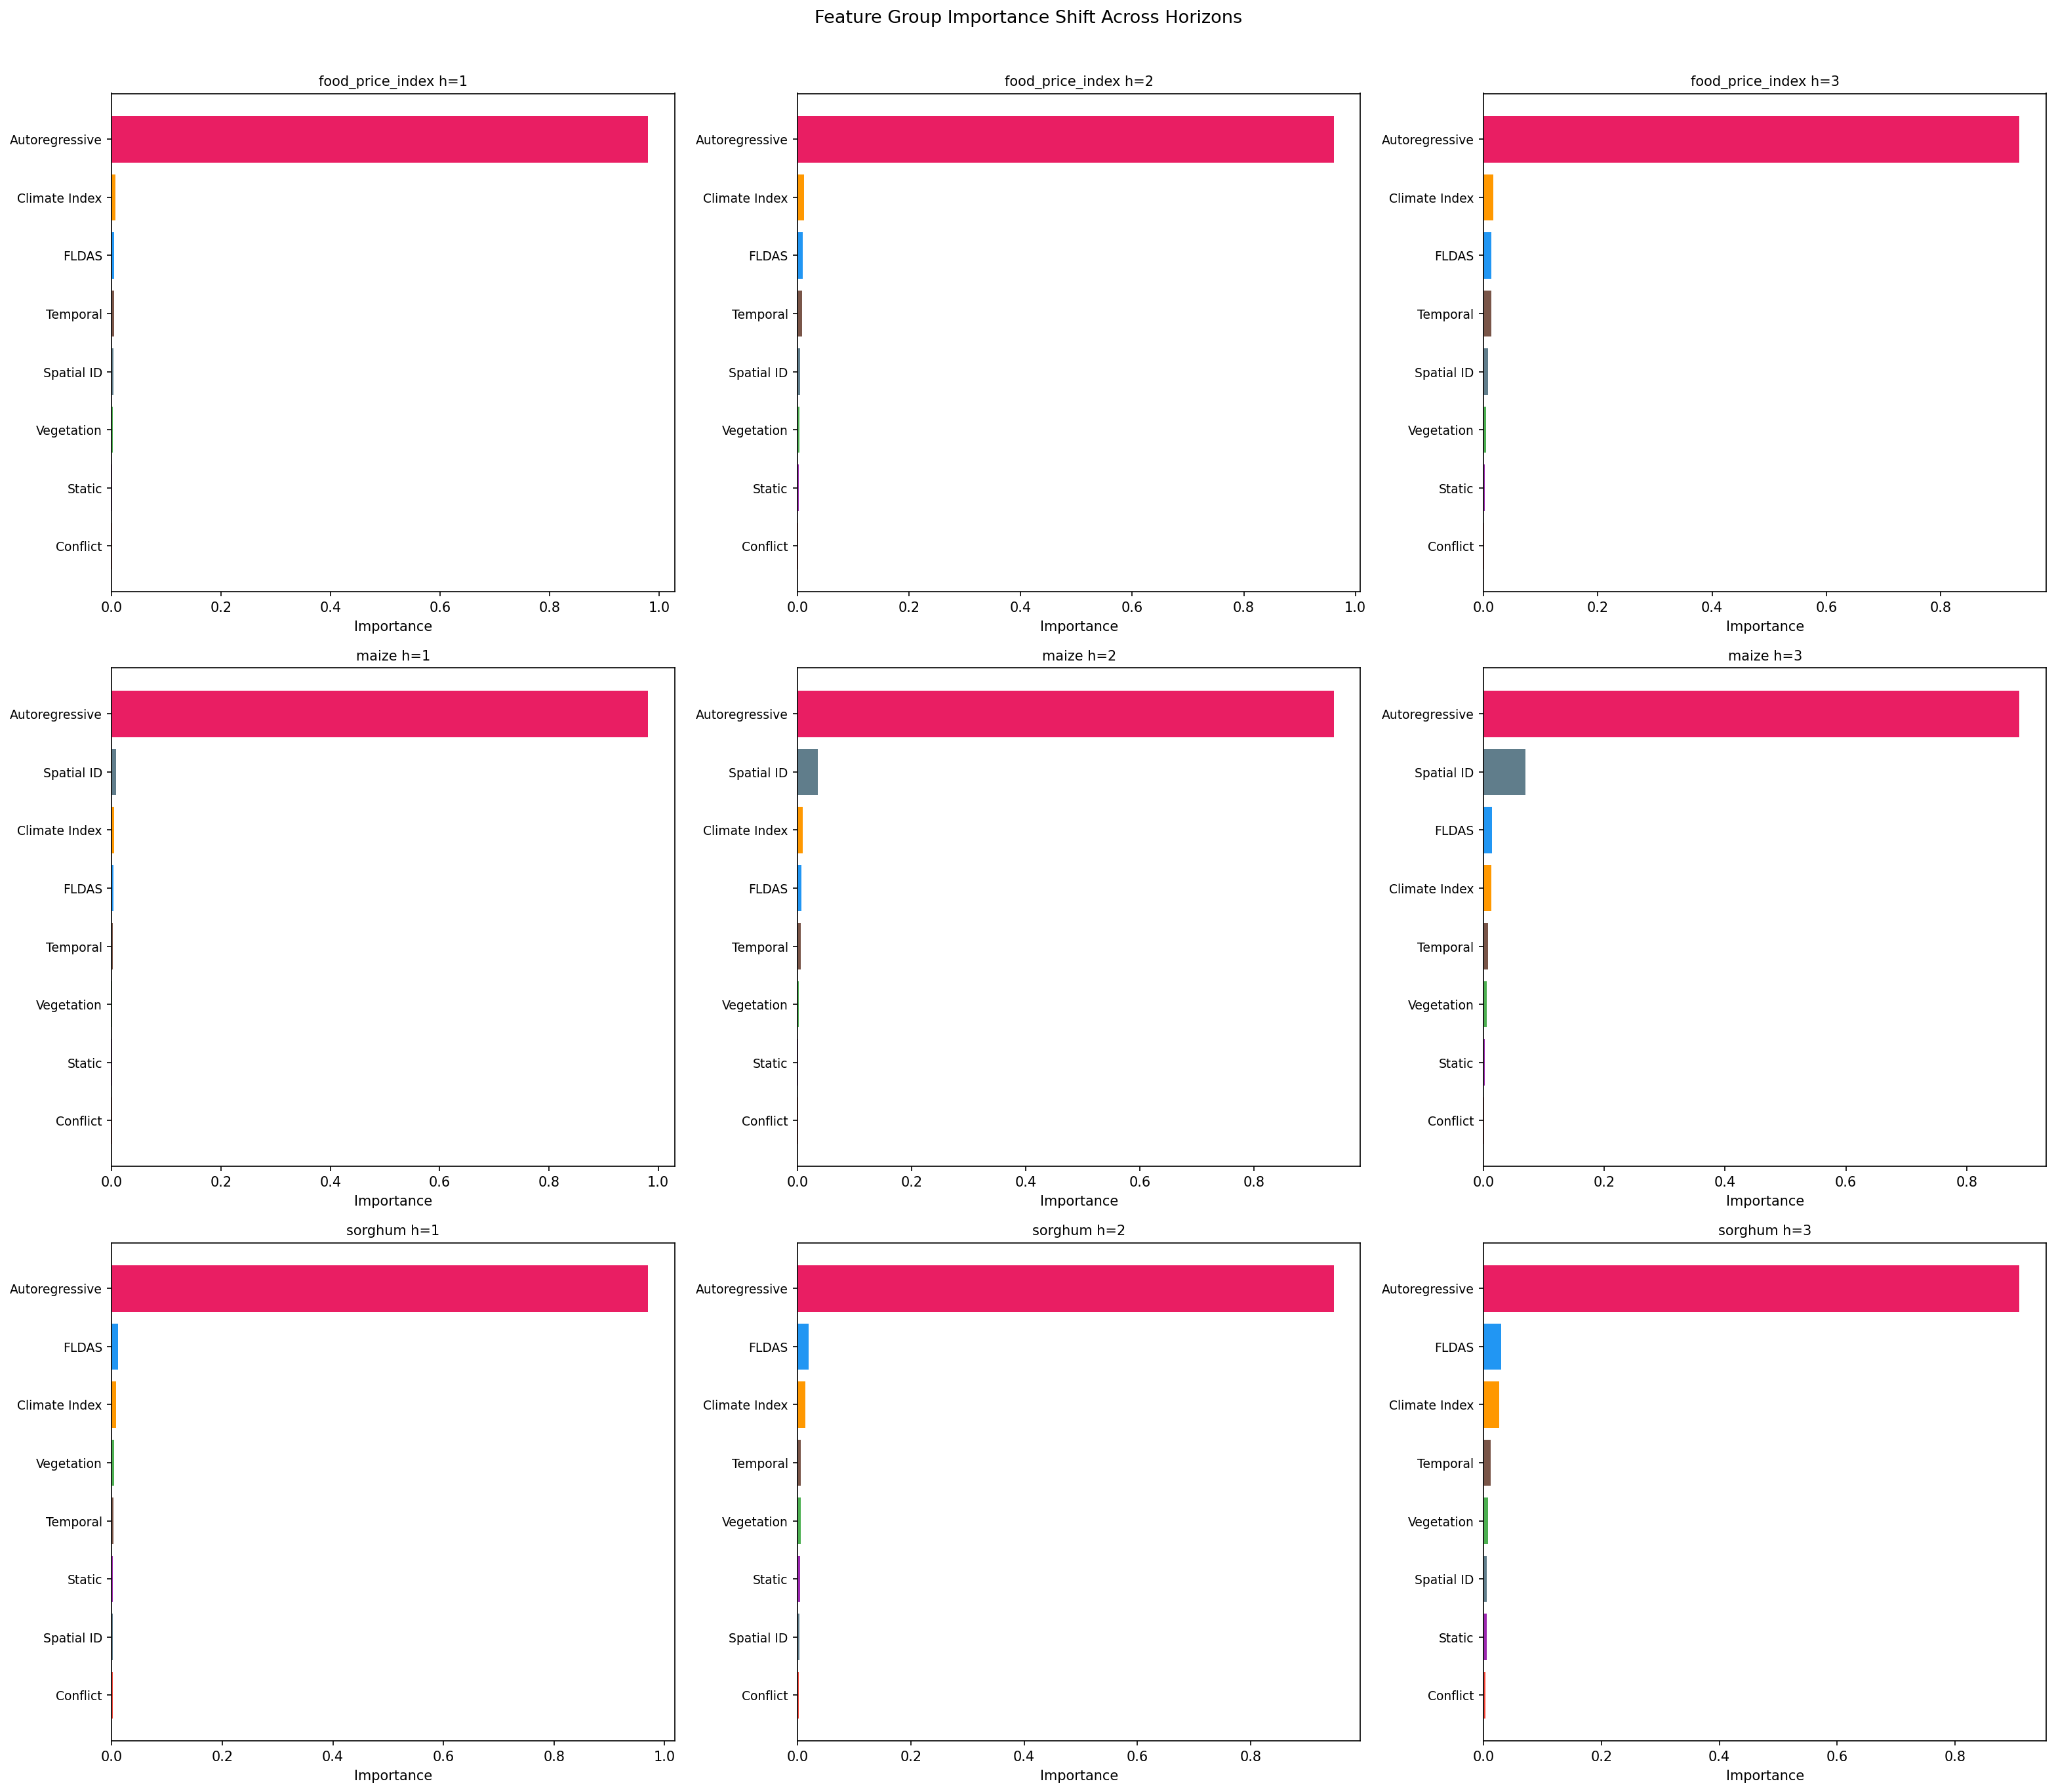 Feature Group Importance Shift Across Horizons
food_price_index h=1
Autoregressive
Climate Index
FLDAS
Temporal
Spatial ID
Vegetation
Static
Conflict
0.0 0.2 0.4 0.6 0.8 1.0
Importance
food_price_index h=2
Autoregressive
Climate Index
FLDAS
Temporal
Spatial ID
Vegetation
Static
Conflict
0.0 0.2 0.4 0.6 0.8 1.0
Importance
food_price_index h=3
Autoregressive
Climate Index
FLDAS
Temporal
Spatial ID
Vegetation
Static
Conflict
0.0 0.2 0.4 0.6 0.8
Importance
maize h=1
Autoregressive
Spatial ID
Climate Index
FLDAS
Temporal
Vegetation
Static
Conflict
0.0 0.2 0.4 0.6 0.8 1.0
Importance
maize h=2
Autoregressive
Spatial ID
Climate Index
FLDAS
Temporal
Vegetation
Static
Conflict
0.0 0.2 0.4 0.6 0.8
Importance
maize h=3
Autoregressive
Spatial ID
FLDAS
Climate Index
Temporal
Vegetation
Static
Conflict
0.0 0.2 0.4 0.6 0.8
Importance
sorghum h=1
Autoregressive
FLDAS
Climate Index
Vegetation
Temporal
Static
Spatial ID
Conflict
0.0 0.2 0.4 0.6 0.8 1.0
Importance
sorghum h=2
Autoregressive
FLDAS
Climate Index
Temporal
Vegetation
Static
Spatial ID
Conflict
0.0 0.2 0.4 0.6 0.8
Importance
sorghum h=3
Autoregressive
FLDAS
Climate Index
Temporal
Vegetation
Spatial ID
Static
Conflict
0.0 0.2 0.4 0.6 0.8
Importance